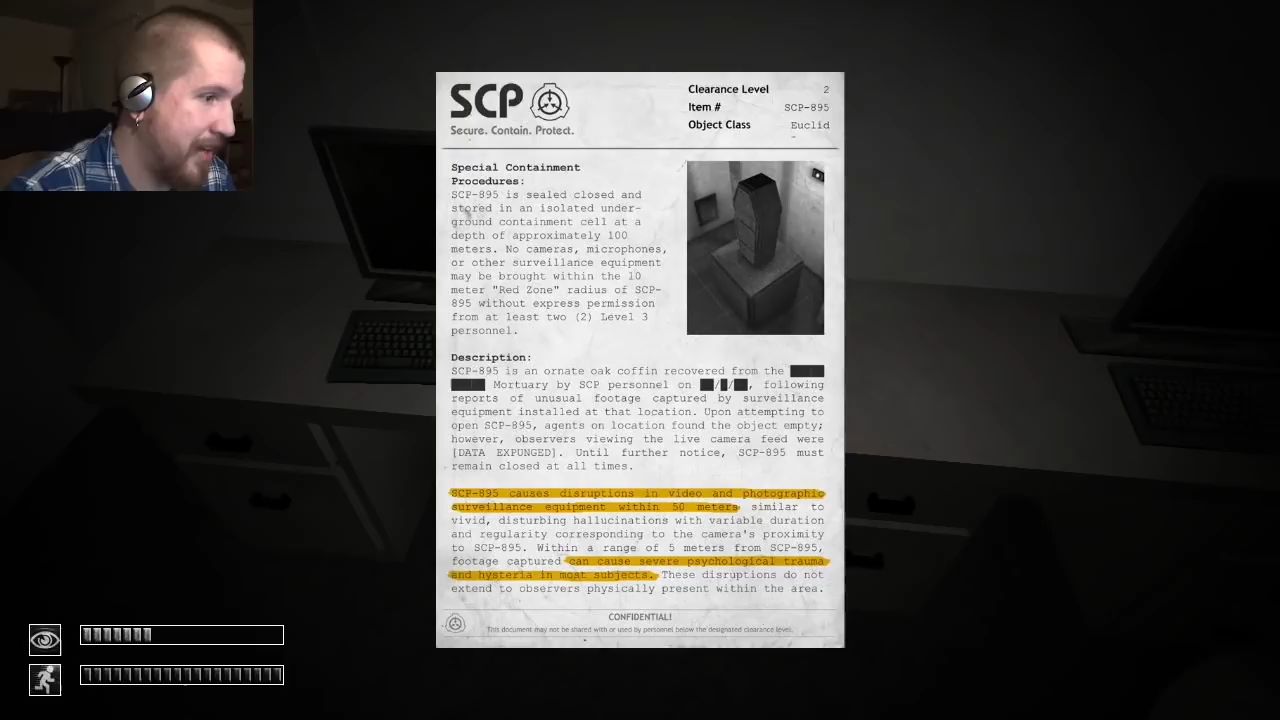 SCP
Secure. Contain. Protect.
Clearance Level 2
Item # SCP-895
Object Class Euclid
Special Containment
Procedures:
SCP-895 is sealed closed and
stored in an isolated under-
ground containment cell at a
depth of approximately 100
meters. No cameras, microphones,
or other surveillance equipment
may be brought within the 10
meter "Red Zone" radius of SCP-
895 without express permission
from at least two (2) Level 3
personnel.
Description:
SCP-895 is an ornate oak coffin recovered from the
Mortuary by SCP personnel on / / , following
reports of unusual footage captured by surveillance
equipment installed at that location. Upon attempting to
open SCP-895, agents on location found the object empty;
however, observers viewing the live camera feed were
[DATA EXPUNGED]. Until further notice, SCP-895 must
remain closed at all times.
SCP-895 causes disruptions in video and photographic
surveillance equipment within 50 meters similar to
vivid, disturbing hallucinations with variable duration
and regularity corresponding to the camera's proximity
to SCP-895. Within a range of 5 meters from SCP-895,
footage captured can cause severe psychological trauma
and hysteria in most subjects. These disruptions do not
extend to observers physically present within the area.
CONFIDENTIAL!
This document may not be shared with or used by personnel below the designated clearance level.